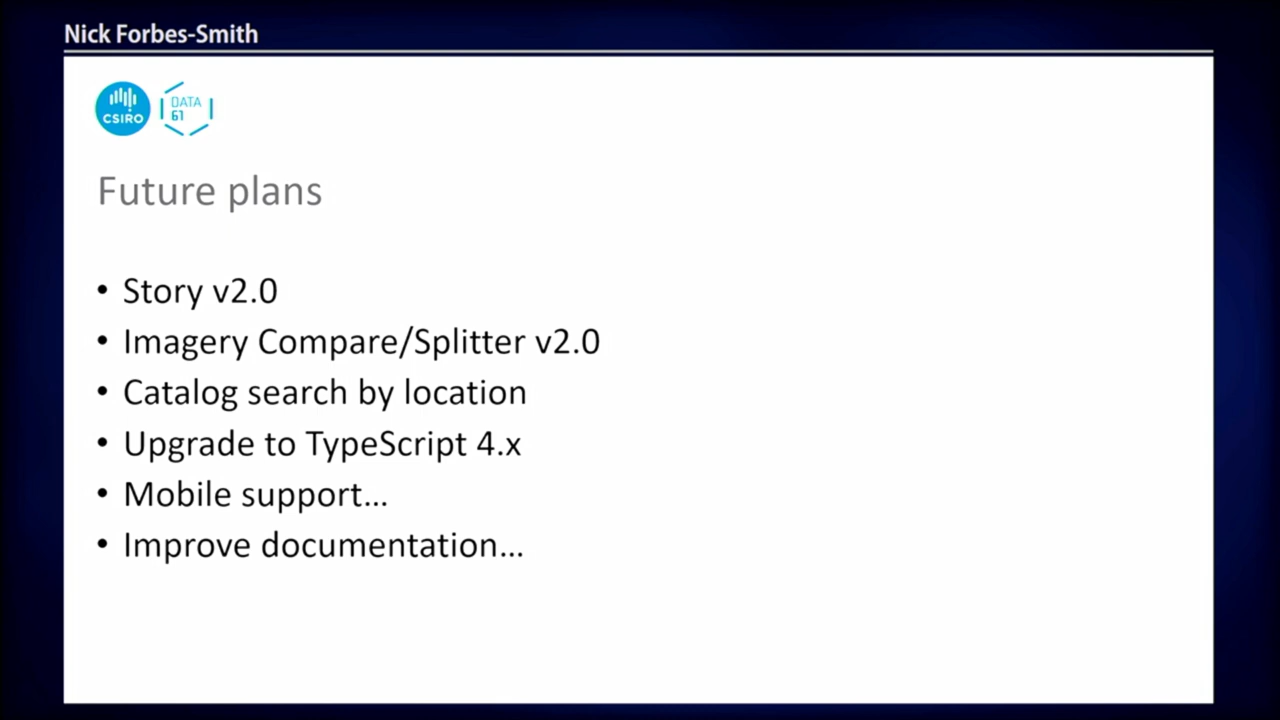 Nick Forbes-Smith
CSIRO
DATA
61
Future plans
• Story v2.0
• Imagery Compare/Splitter v2.0
• Catalog search by location
• Upgrade to TypeScript 4.x
• Mobile support...
• Improve documentation...